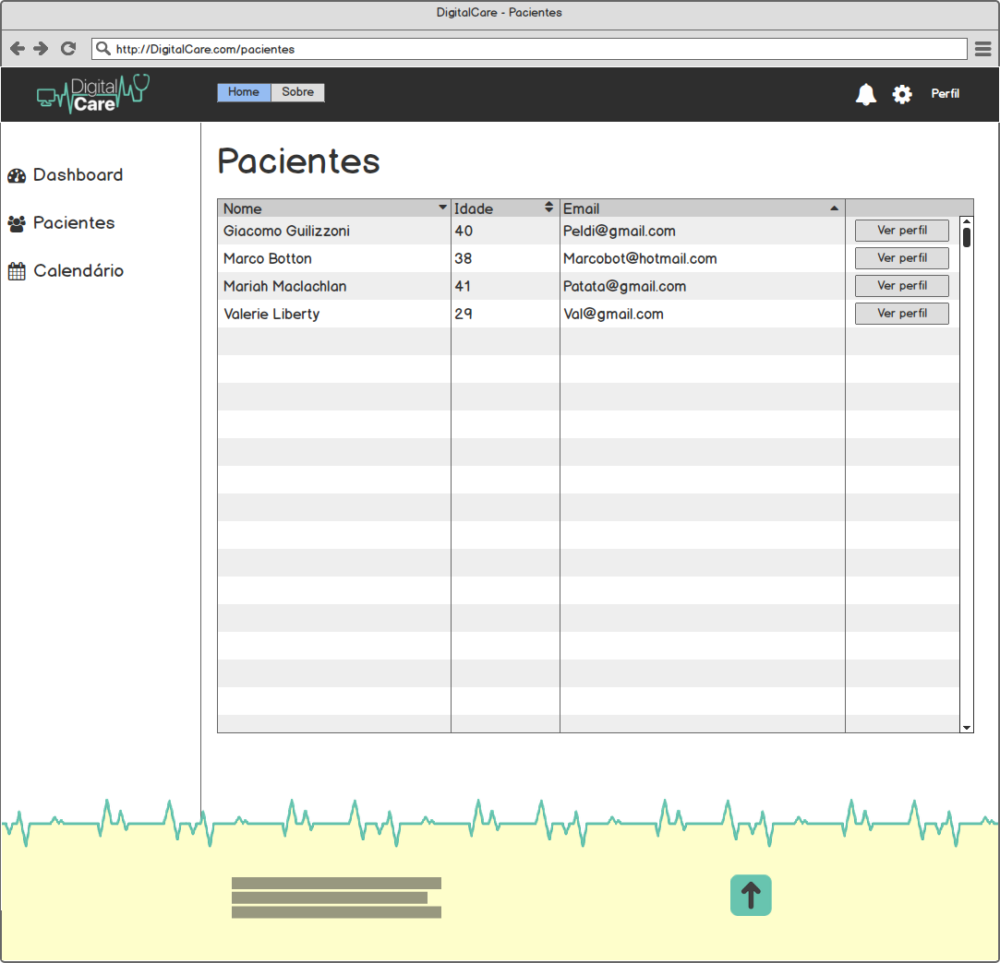 DigitalCare - Pacientes
http://DigitalCare.com/pacientes
Digital
Care
Home Sobre Perfil
Dashboard
Pacientes
Calendário
Pacientes
Nome Idade Email
Giacomo Guilizzoni 40 Peldi@gmail.com Ver perfil
Marco Botton 38 Marcobot@hotmail.com Ver perfil
Mariah Maclachlan 41 Patata@gmail.com Ver perfil
Valerie Liberty 29 Val@gmail.com Ver perfil